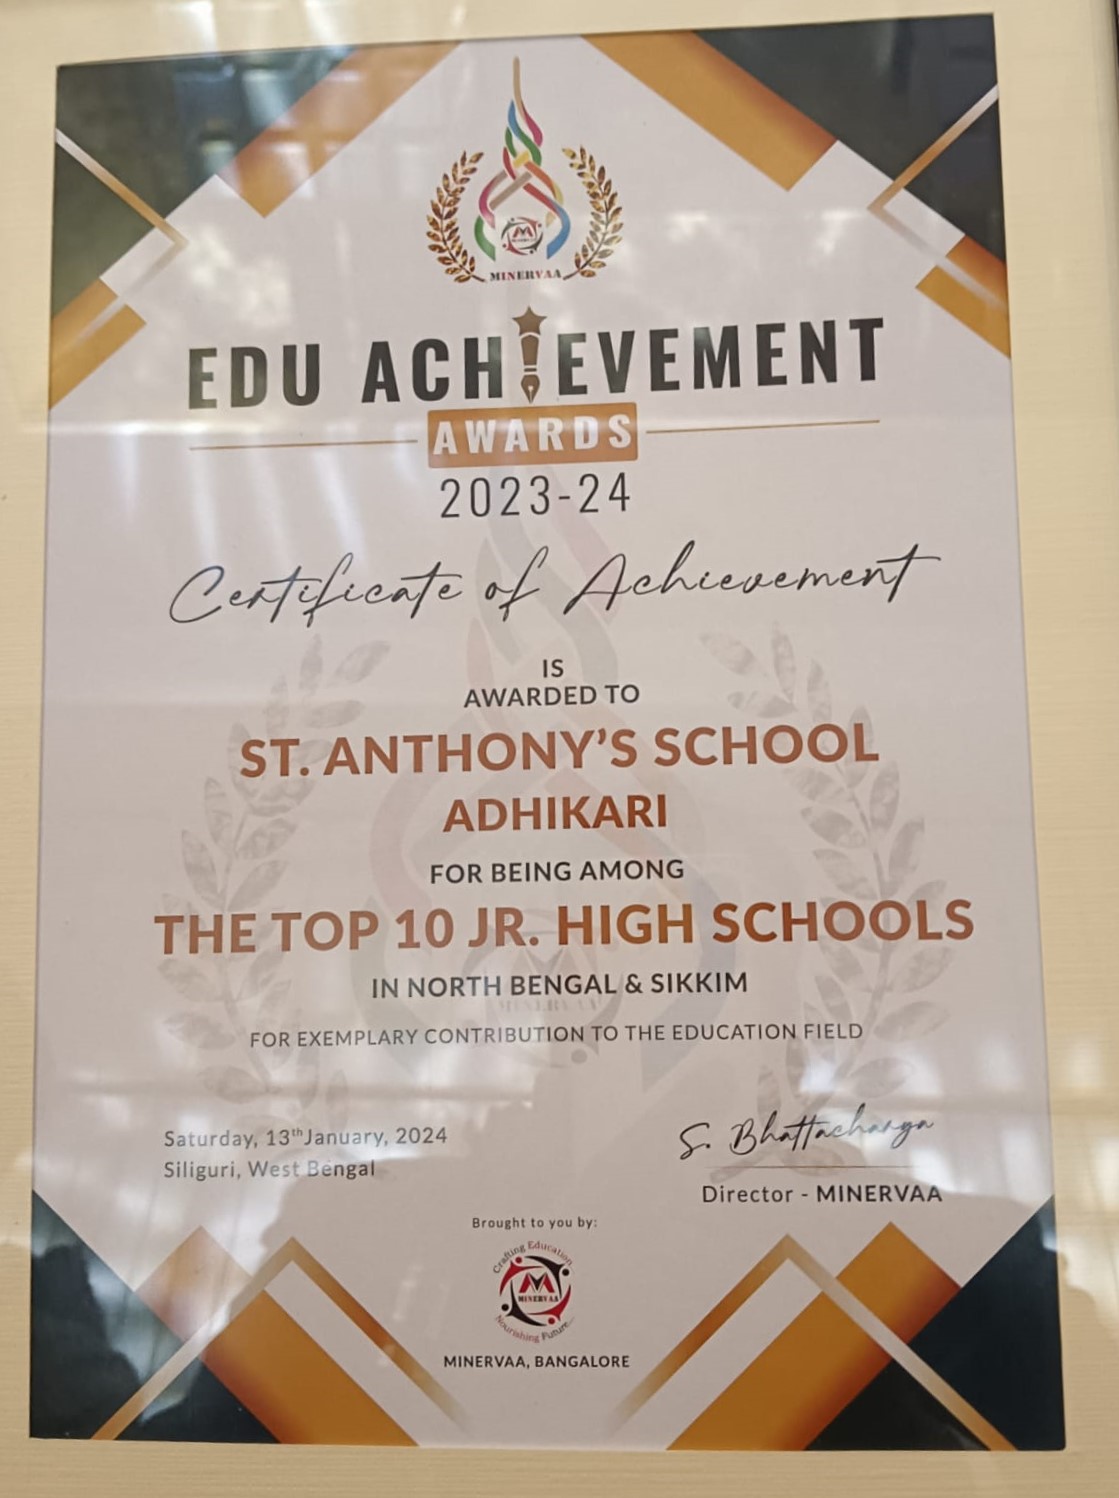 MINERVAA
EDU ACHIEVEMENT
AWARDS
2023-24
Certificate of Achievement
IS
AWARDED TO
ST. ANTHONY'S SCHOOL
ADHIKARI
FOR BEING AMONG
THE TOP 10 JR. HIGH SCHOOLS
IN NORTH BENGAL & SIKKIM
FOR EXEMPLARY CONTRIBUTION TO THE EDUCATION FIELD
Saturday, 13th January, 2024
Siliguri, West Bengal
S. Bhattacharya
Director - MINERVAA
Brought to you by:
Crafting Education
MINERVAA
Nourishing Future...
MINERVAA, BANGALORE